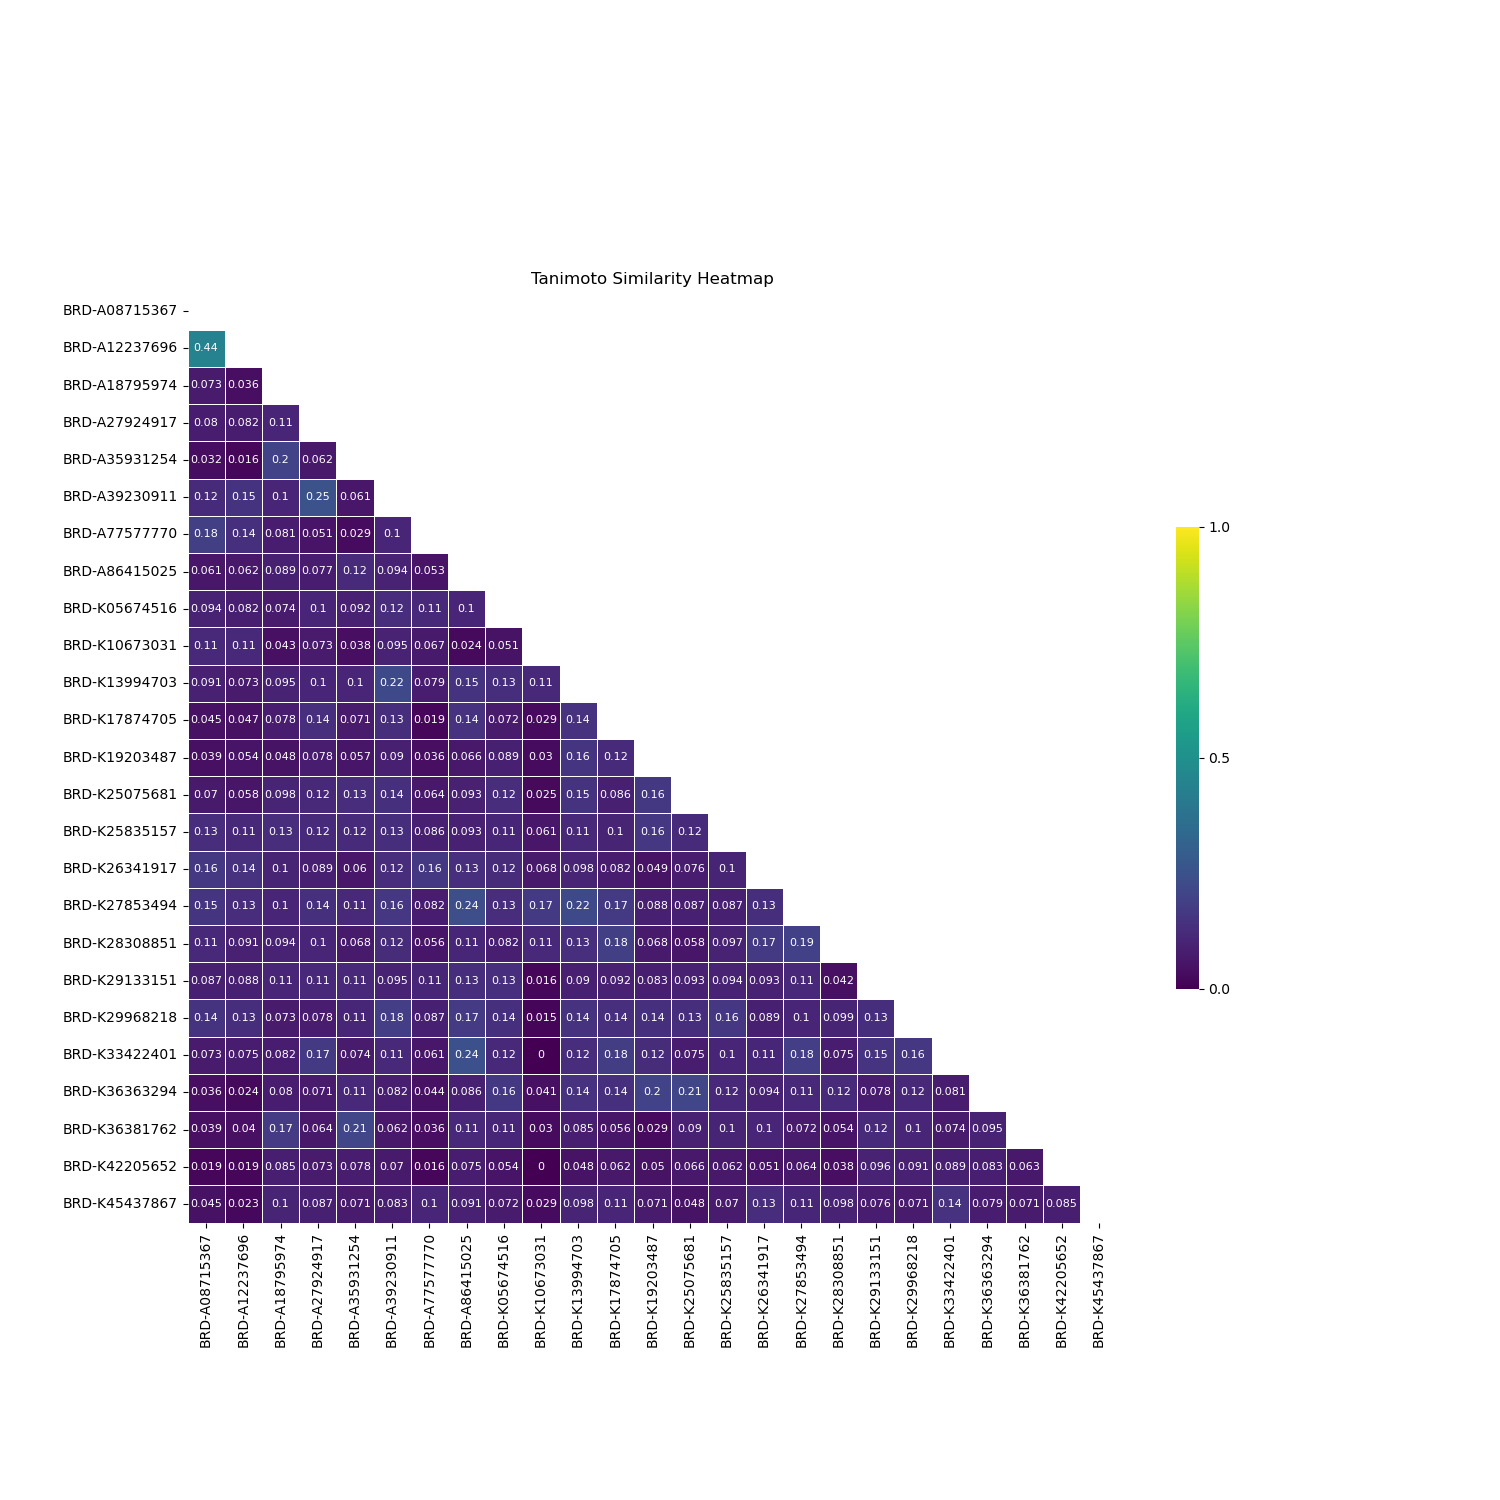 Tanimoto Similarity Heatmap
BRD-A08715367
BRD-A12237696 0.44
BRD-A18795974 0.073 0.036
BRD-A27924917 0.08 0.082 0.11
BRD-A35931254 0.032 0.016 0.2 0.062
BRD-A39230911 0.12 0.15 0.1 0.25 0.061
BRD-A77577770 0.18 0.14 0.081 0.051 0.029 0.1
BRD-A86415025 0.061 0.062 0.089 0.077 0.12 0.094 0.053
BRD-K05674516 0.094 0.082 0.074 0.1 0.092 0.12 0.11 0.1
BRD-K10673031 0.11 0.11 0.043 0.073 0.038 0.095 0.067 0.024 0.051
BRD-K13994703 0.091 0.073 0.095 0.1 0.1 0.22 0.079 0.15 0.13 0.11
BRD-K17874705 0.045 0.047 0.078 0.14 0.071 0.13 0.019 0.14 0.072 0.029 0.14
BRD-K19203487 0.039 0.054 0.048 0.078 0.057 0.09 0.036 0.066 0.089 0.03 0.16 0.12
BRD-K25075681 0.07 0.058 0.098 0.12 0.13 0.14 0.064 0.093 0.12 0.025 0.15 0.086 0.16
BRD-K25835157 0.13 0.11 0.13 0.12 0.12 0.13 0.086 0.093 0.11 0.061 0.11 0.1 0.16 0.12
BRD-K26341917 0.16 0.14 0.1 0.089 0.06 0.12 0.16 0.13 0.12 0.068 0.098 0.082 0.049 0.076 0.1
BRD-K27853494 0.15 0.13 0.1 0.14 0.11 0.16 0.082 0.24 0.13 0.17 0.22 0.17 0.088 0.087 0.087 0.13
BRD-K28308851 0.11 0.091 0.094 0.1 0.068 0.12 0.056 0.11 0.082 0.11 0.13 0.18 0.068 0.058 0.097 0.17 0.19
BRD-K29133151 0.087 0.088 0.11 0.11 0.11 0.095 0.11 0.13 0.13 0.016 0.09 0.092 0.083 0.093 0.094 0.093 0.11 0.042
BRD-K29968218 0.14 0.13 0.073 0.078 0.11 0.18 0.087 0.17 0.14 0.015 0.14 0.14 0.14 0.13 0.16 0.089 0.1 0.099 0.13
BRD-K33422401 0.073 0.075 0.082 0.17 0.074 0.11 0.061 0.24 0.12 0 0.12 0.18 0.12 0.075 0.1 0.11 0.18 0.075 0.15 0.16
BRD-K36363294 0.036 0.024 0.08 0.071 0.11 0.082 0.044 0.086 0.16 0.041 0.14 0.14 0.2 0.21 0.12 0.094 0.11 0.12 0.078 0.12 0.081
BRD-K36381762 0.039 0.04 0.17 0.064 0.21 0.062 0.036 0.11 0.11 0.03 0.085 0.056 0.029 0.09 0.1 0.1 0.072 0.054 0.12 0.1 0.074 0.095
BRD-K42205652 0.019 0.019 0.085 0.073 0.078 0.07 0.016 0.075 0.054 0 0.048 0.062 0.05 0.066 0.062 0.051 0.064 0.038 0.096 0.091 0.089 0.083 0.063
BRD-K45437867 0.045 0.023 0.1 0.087 0.071 0.083 0.1 0.091 0.072 0.029 0.098 0.11 0.071 0.048 0.07 0.13 0.11 0.098 0.076 0.071 0.14 0.079 0.071 0.085
BRD-A08715367
BRD-A12237696
BRD-A18795974
BRD-A27924917
BRD-A35931254
BRD-A39230911
BRD-A77577770
BRD-A86415025
BRD-K05674516
BRD-K10673031
BRD-K13994703
BRD-K17874705
BRD-K19203487
BRD-K25075681
BRD-K25835157
BRD-K26341917
BRD-K27853494
BRD-K28308851
BRD-K29133151
BRD-K29968218
BRD-K33422401
BRD-K36363294
BRD-K36381762
BRD-K42205652
BRD-K45437867
1.0
0.5
0.0